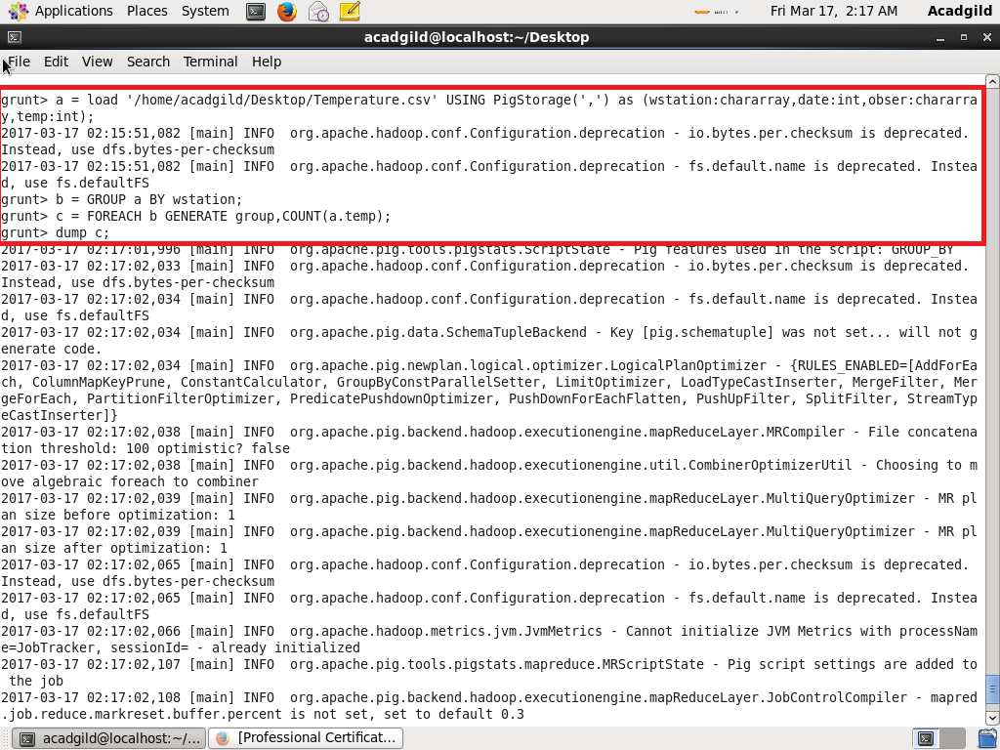 Applications Places System Fri Mar 17, 2:17 AM Acadgild
acadgild@localhost:~/Desktop
File Edit View Search Terminal Help
grunt> a = load '/home/acadgild/Desktop/Temperature.csv' USING PigStorage(',') as (wstation:chararray,date:int,obser:chararra
y,temp:int);
2017-03-17 02:15:51,082 [main] INFO  org.apache.hadoop.conf.Configuration.deprecation - io.bytes.per.checksum is deprecated.
Instead, use dfs.bytes-per-checksum
2017-03-17 02:15:51,082 [main] INFO  org.apache.hadoop.conf.Configuration.deprecation - fs.default.name is deprecated. Instea
d, use fs.defaultFS
grunt> b = GROUP a BY wstation;
grunt> c = FOREACH b GENERATE group,COUNT(a.temp);
grunt> dump c;
2017-03-17 02:17:01,996 [main] INFO  org.apache.pig.tools.pigstats.ScriptState - Pig features used in the script: GROUP_BY
2017-03-17 02:17:02,033 [main] INFO  org.apache.hadoop.conf.Configuration.deprecation - io.bytes.per.checksum is deprecated.
Instead, use dfs.bytes-per-checksum
2017-03-17 02:17:02,034 [main] INFO  org.apache.hadoop.conf.Configuration.deprecation - fs.default.name is deprecated. Instea
d, use fs.defaultFS
2017-03-17 02:17:02,034 [main] INFO  org.apache.pig.data.SchemaTupleBackend - Key [pig.schematuple] was not set... will not g
enerate code.
2017-03-17 02:17:02,034 [main] INFO  org.apache.pig.newplan.logical.optimizer.LogicalPlanOptimizer - {RULES_ENABLED=[AddForEa
ch, ColumnMapKeyPrune, ConstantCalculator, GroupByConstParallelSetter, LimitOptimizer, LoadTypeCastInserter, MergeFilter, Mer
geForEach, PartitionFilterOptimizer, PredicatePushdownOptimizer, PushDownForEachFlatten, PushUpFilter, SplitFilter, StreamTyp
eCastInserter]}
2017-03-17 02:17:02,038 [main] INFO  org.apache.pig.backend.hadoop.executionengine.mapReduceLayer.MRCompiler - File concatena
tion threshold: 100 optimistic? false
2017-03-17 02:17:02,038 [main] INFO  org.apache.pig.backend.hadoop.executionengine.util.CombinerOptimizerUtil - Choosing to m
ove algebraic foreach to combiner
2017-03-17 02:17:02,039 [main] INFO  org.apache.pig.backend.hadoop.executionengine.mapReduceLayer.MultiQueryOptimizer - MR pl
an size before optimization: 1
2017-03-17 02:17:02,039 [main] INFO  org.apache.pig.backend.hadoop.executionengine.mapReduceLayer.MultiQueryOptimizer - MR pl
an size after optimization: 1
2017-03-17 02:17:02,065 [main] INFO  org.apache.hadoop.conf.Configuration.deprecation - io.bytes.per.checksum is deprecated.
Instead, use dfs.bytes-per-checksum
2017-03-17 02:17:02,065 [main] INFO  org.apache.hadoop.conf.Configuration.deprecation - fs.default.name is deprecated. Instea
d, use fs.defaultFS
2017-03-17 02:17:02,066 [main] INFO  org.apache.hadoop.metrics.jvm.JvmMetrics - Cannot initialize JVM Metrics with processNam
e=JobTracker, sessionId= - already initialized
2017-03-17 02:17:02,107 [main] INFO  org.apache.pig.tools.pigstats.mapreduce.MRScriptState - Pig script settings are added to
 the job
2017-03-17 02:17:02,108 [main] INFO  org.apache.pig.backend.hadoop.executionengine.mapReduceLayer.JobControlCompiler - mapred
.job.reduce.markreset.buffer.percent is not set, set to default 0.3
acadgild@localhost:~/... [Professional Certificat...